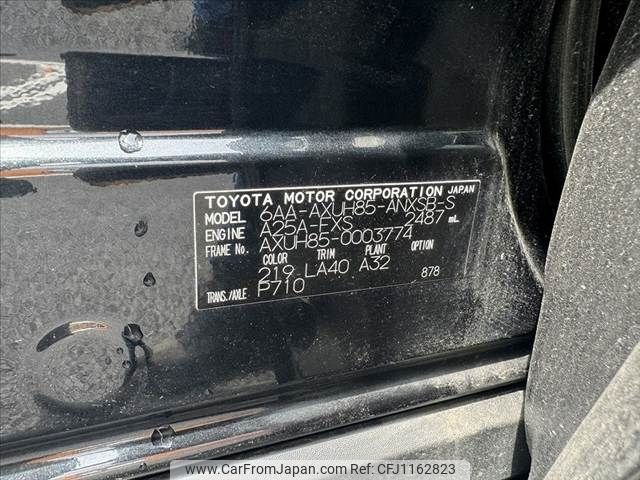 TOYOTA MOTOR CORPORATION JAPAN
MODEL 6AA-AXUH85-ANXSB-S
ENGINE A25A-FXS 2487 mL
FRAME No. AXUH85-0003774
COLOR TRIM PLANT OPTION
219 LA40 A32 878
TRANS./AXLE P710
www.CarFromJapan.com - Ref No: CFJ1162823